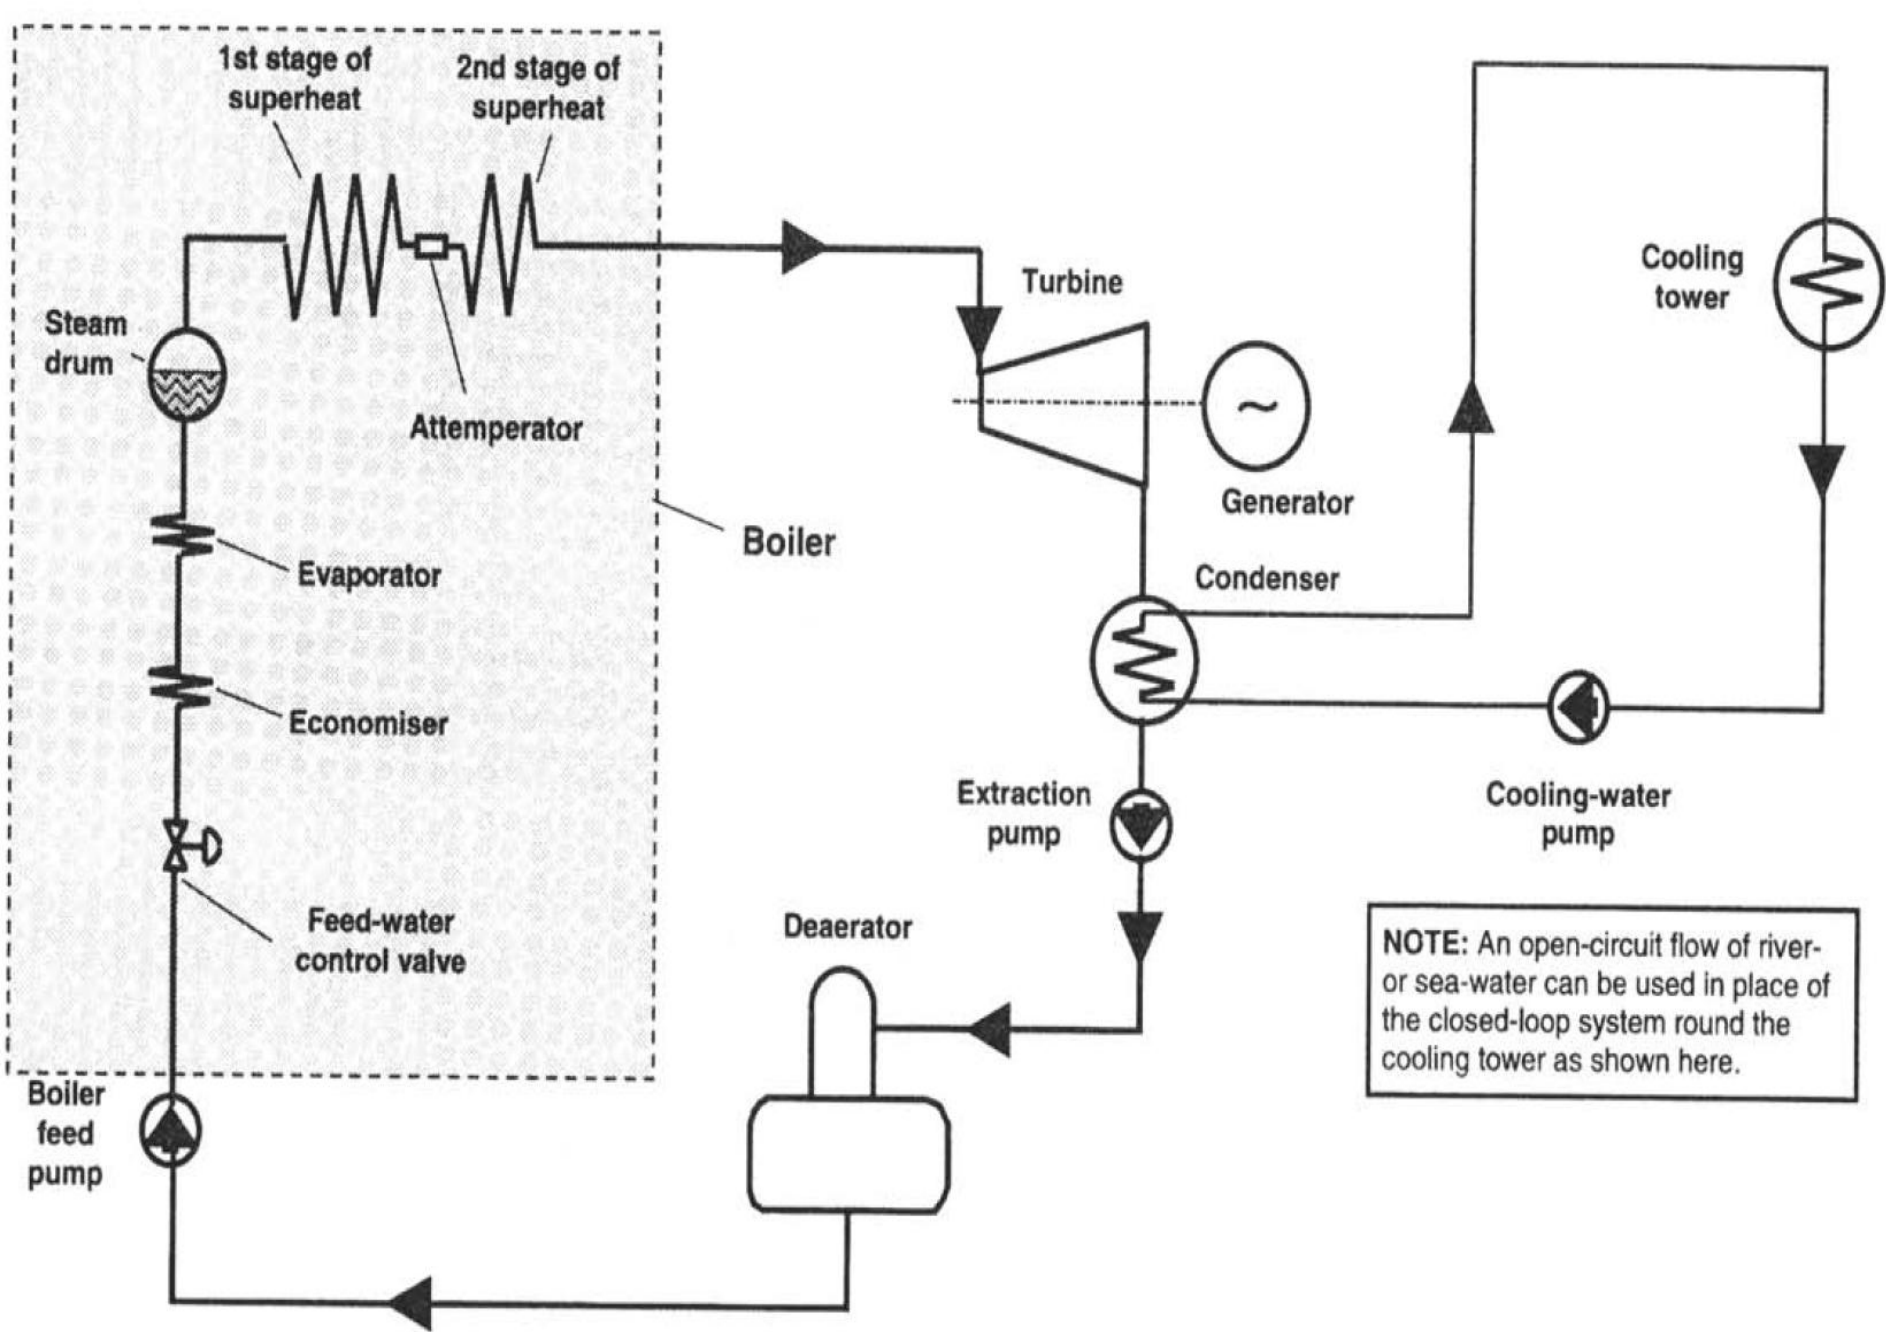 1st stage of
superheat
2nd stage of
superheat
Steam
drum
Attemperator
Evaporator
Economiser
Feed-water
control valve
Boiler
feed
pump
Boiler
Turbine
~
Generator
Condenser
Cooling
tower
Extraction
pump
Cooling-water
pump
Deaerator
NOTE: An open-circuit flow of river-
or sea-water can be used in place of
the closed-loop system round the
cooling tower as shown here.